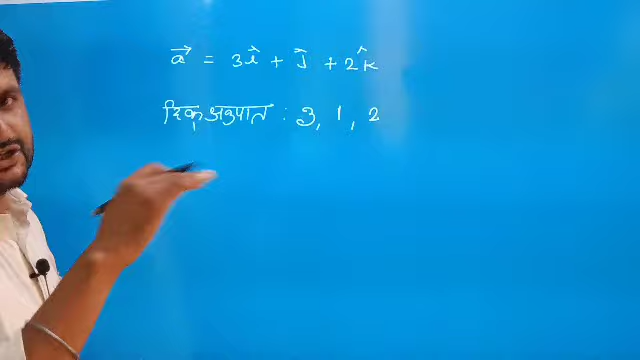 a⃗ = 3î + ĵ + 2k̂
दिक् अनुपात : 3, 1, 2